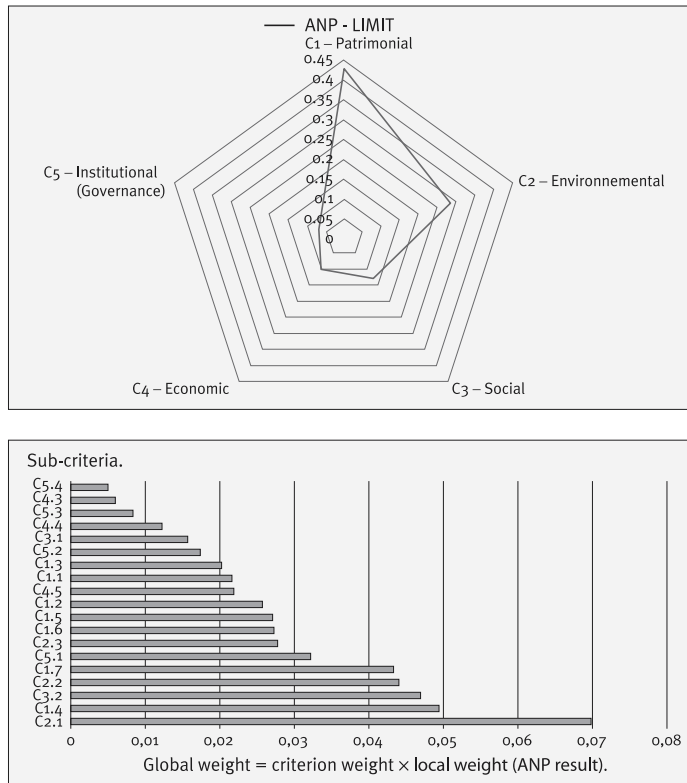 ANP - LIMIT
C1 – Patrimonial
0.45
0.4
0.35
0.3
0.25
0.2
0.15
0.1
0.05
0
C5 – Institutional
(Governance)
C2 – Environnemental
C4 – Economic
C3 – Social
Sub-criteria.
C5.4
C4.3
C5.3
C4.4
C3.1
C5.2
C1.3
C1.1
C4.5
C1.2
C1.5
C1.6
C2.3
C5.1
C1.7
C2.2
C3.2
C1.4
C2.1
0 0,01 0,02 0,03 0,04 0,05 0,06 0,07 0,08
Global weight = criterion weight × local weight (ANP result).